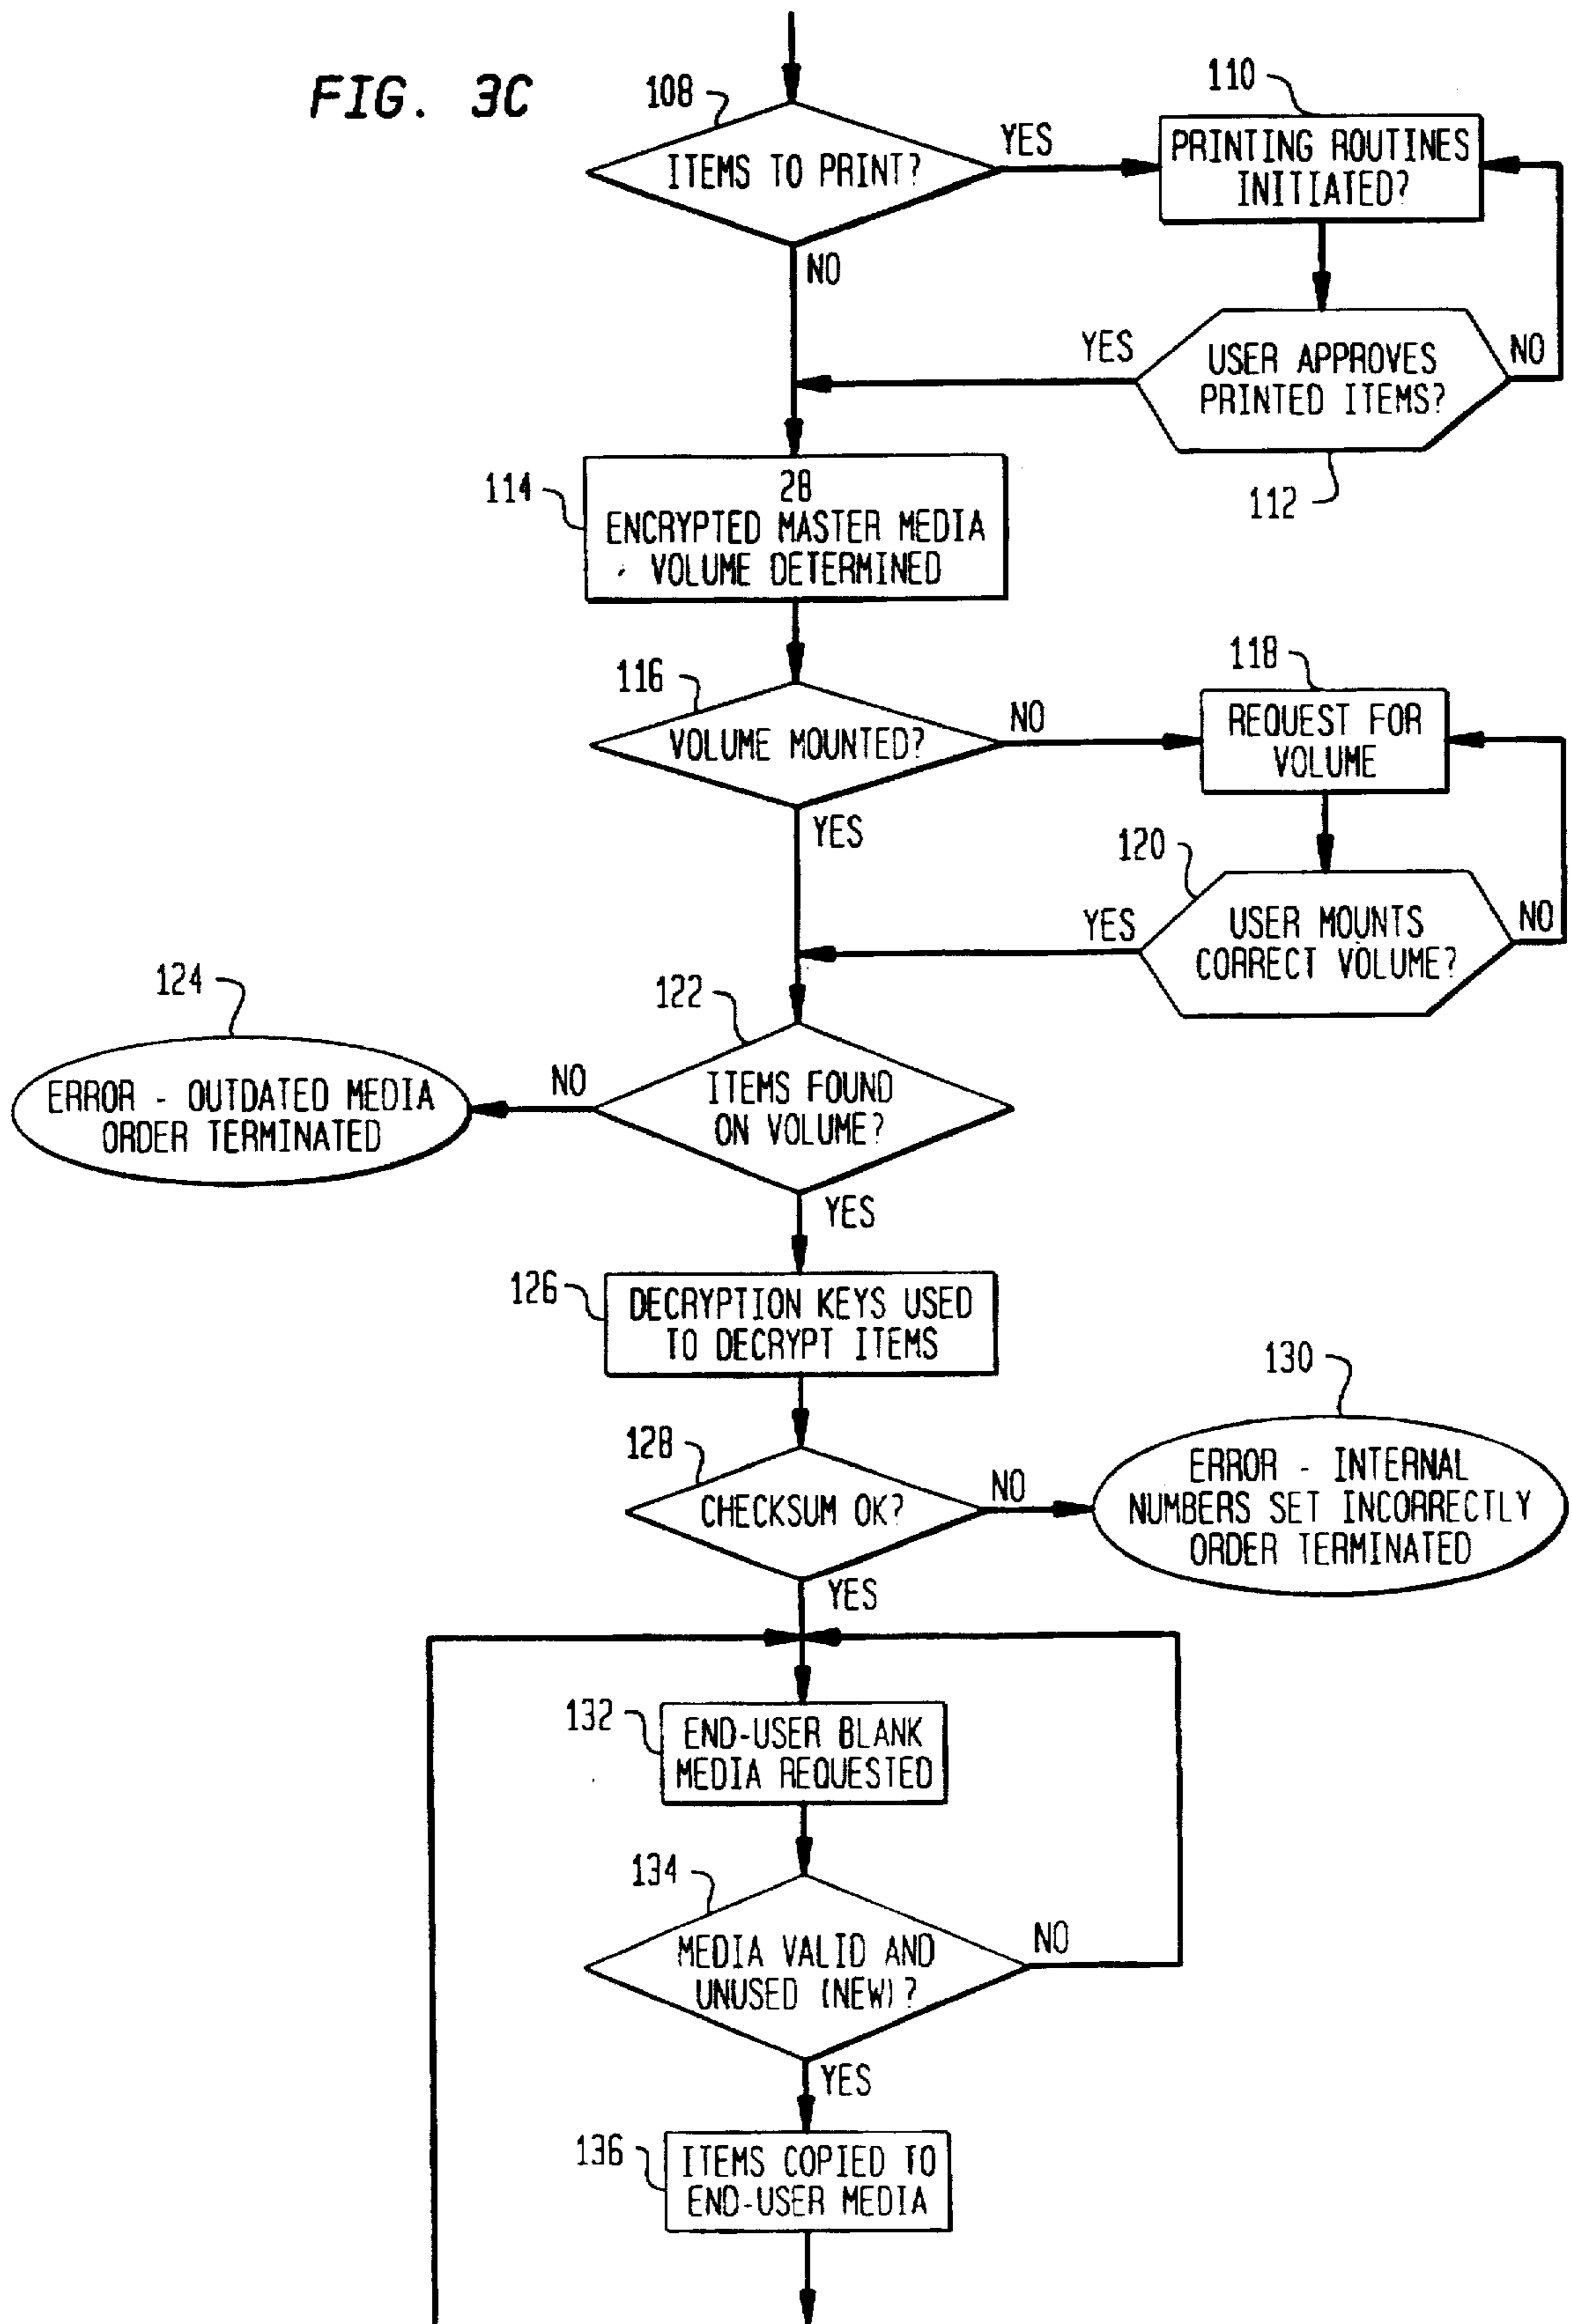 FIG. 3C
108
ITEMS TO PRINT?
YES
NO
110
PRINTING ROUTINES
INITIATED?
USER APPROVES
PRINTED ITEMS?
YES
NO
112
114
28
ENCRYPTED MASTER MEDIA
VOLUME DETERMINED
116
VOLUME MOUNTED?
NO
YES
118
REQUEST FOR
VOLUME
120
USER MOUNTS
CORRECT VOLUME?
YES
NO
122
ITEMS FOUND
ON VOLUME?
NO
YES
124
ERROR - OUTDATED MEDIA
ORDER TERMINATED
126
DECRYPTION KEYS USED
TO DECRYPT ITEMS
128
CHECKSUM OK?
NO
YES
130
ERROR - INTERNAL
NUMBERS SET INCORRECTLY
ORDER TERMINATED
132
END-USER BLANK
MEDIA REQUESTED
134
MEDIA VALID AND
UNUSED (NEW)?
NO
YES
136
ITEMS COPIED TO
END-USER MEDIA